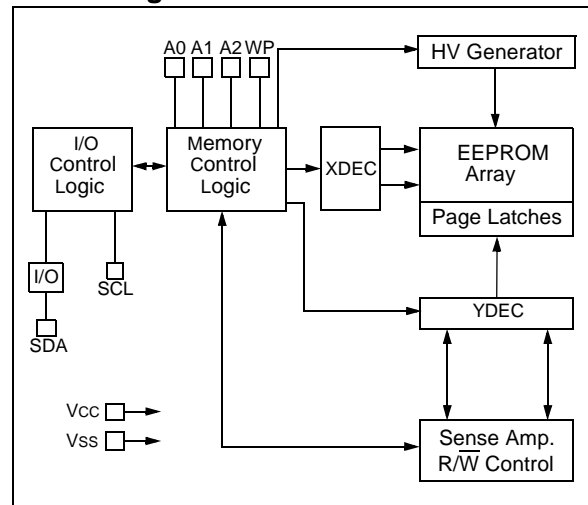 A0 A1 A2 WP
HV Generator
I/O
Control
Logic
Memory
Control
Logic
XDEC
EEPROM
Array
Page Latches
I/O
SCL
SDA
YDEC
Vcc
Vss
Sense Amp.
R/W̅ Control